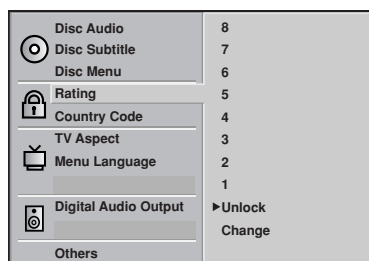 Disc Audio
Disc Subtitle
Disc Menu
Rating
Country Code
TV Aspect
Menu Language
Digital Audio Output
Others
8
7
6
5
4
3
2
1
Unlock
Change